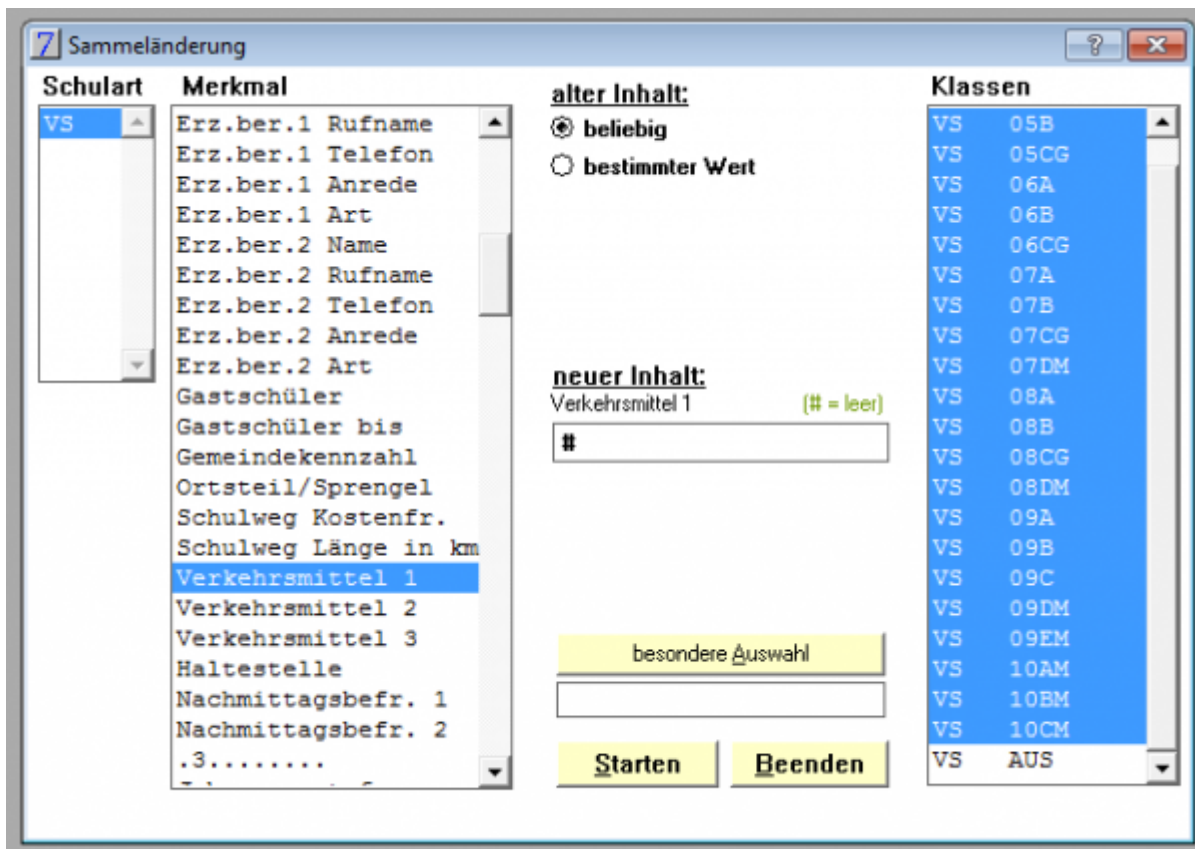 7 Sammeländerung
?
Schulart
VS
Merkmal
Erz.ber.1 Rufname
Erz.ber.1 Telefon
Erz.ber.1 Anrede
Erz.ber.1 Art
Erz.ber.2 Name
Erz.ber.2 Rufname
Erz.ber.2 Telefon
Erz.ber.2 Anrede
Erz.ber.2 Art
Gastschüler
Gastschüler bis
Gemeindekennzahl
Ortsteil/Sprengel
Schulweg Kostenfr.
Schulweg Länge in km
Verkehrsmittel 1
Verkehrsmittel 2
Verkehrsmittel 3
Haltestelle
Nachmittagsbefr. 1
Nachmittagsbefr. 2
.3........
alter Inhalt:
beliebig
bestimmter Wert
neuer Inhalt:
Verkehrsmittel 1 (# = leer)
#
besondere Auswahl
Starten Beenden
Klassen
VS 05B
VS 05CG
VS 06A
VS 06B
VS 06CG
VS 07A
VS 07B
VS 07CG
VS 07DM
VS 08A
VS 08B
VS 08CG
VS 08DM
VS 09A
VS 09B
VS 09C
VS 09DM
VS 09EM
VS 10AM
VS 10BM
VS 10CM
VS AUS